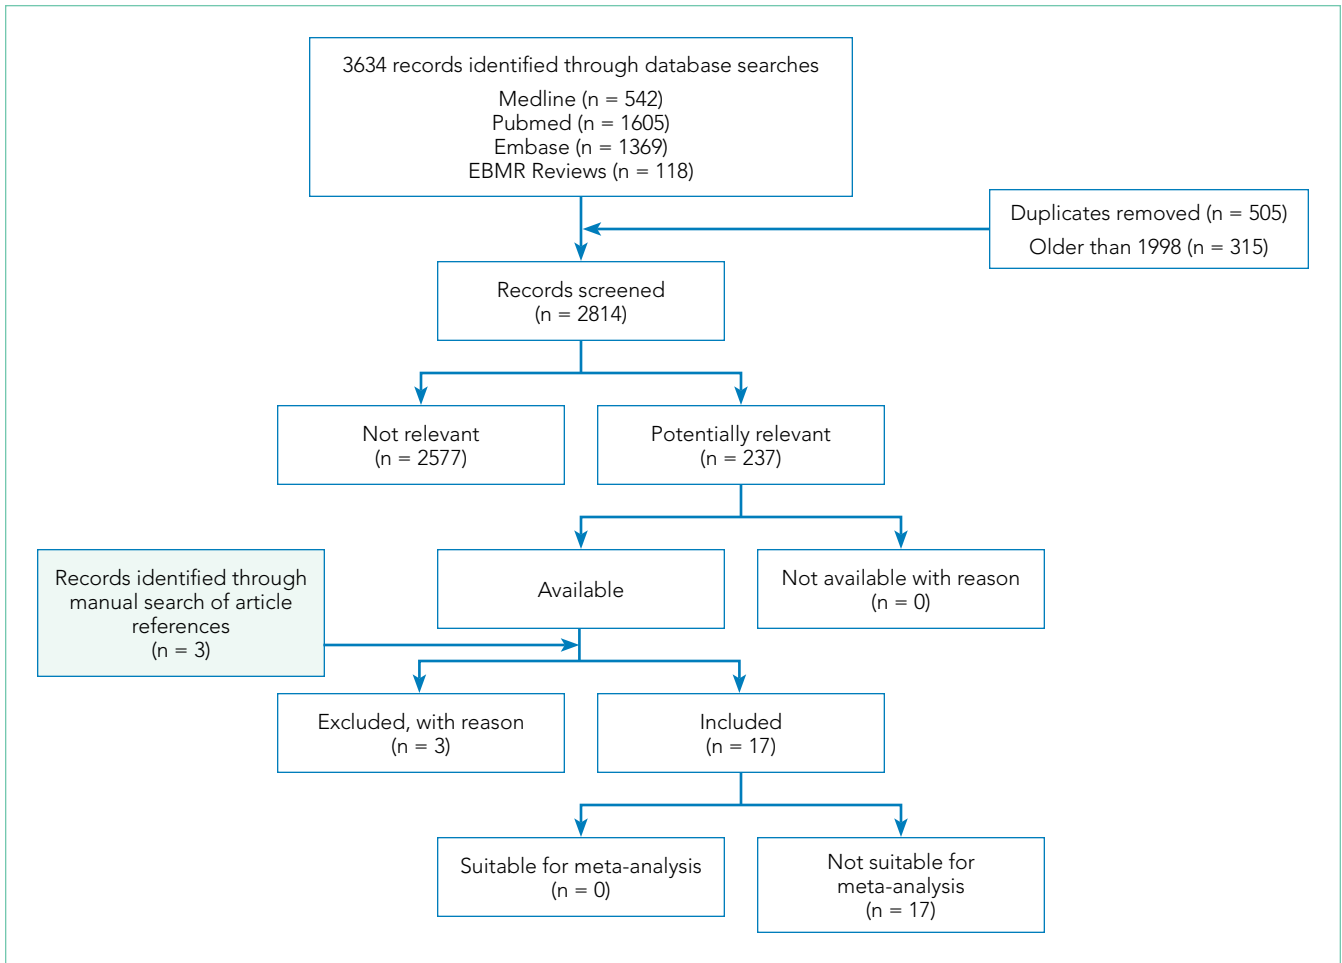 3634 records identified through database searches
Medline (n = 542)
Pubmed (n = 1605)
Embase (n = 1369)
EBMR Reviews (n = 118)
Duplicates removed (n = 505)
Older than 1998 (n = 315)
Records screened
(n = 2814)
Not relevant
(n = 2577)
Potentially relevant
(n = 237)
Records identified through
manual search of article
references
(n = 3)
Available
Not available with reason
(n = 0)
Excluded, with reason
(n = 3)
Included
(n = 17)
Suitable for meta-analysis
(n = 0)
Not suitable for
meta-analysis
(n = 17)